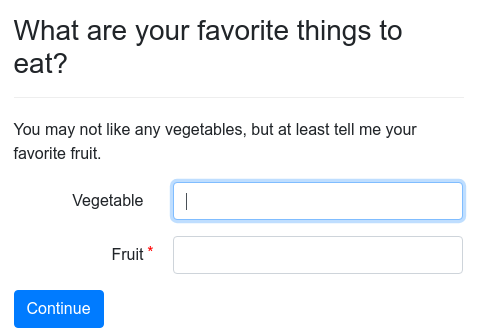 What are your favorite things to
eat?
You may not like any vegetables, but at least tell me your
favorite fruit.
Vegetable
Fruit *
Continue